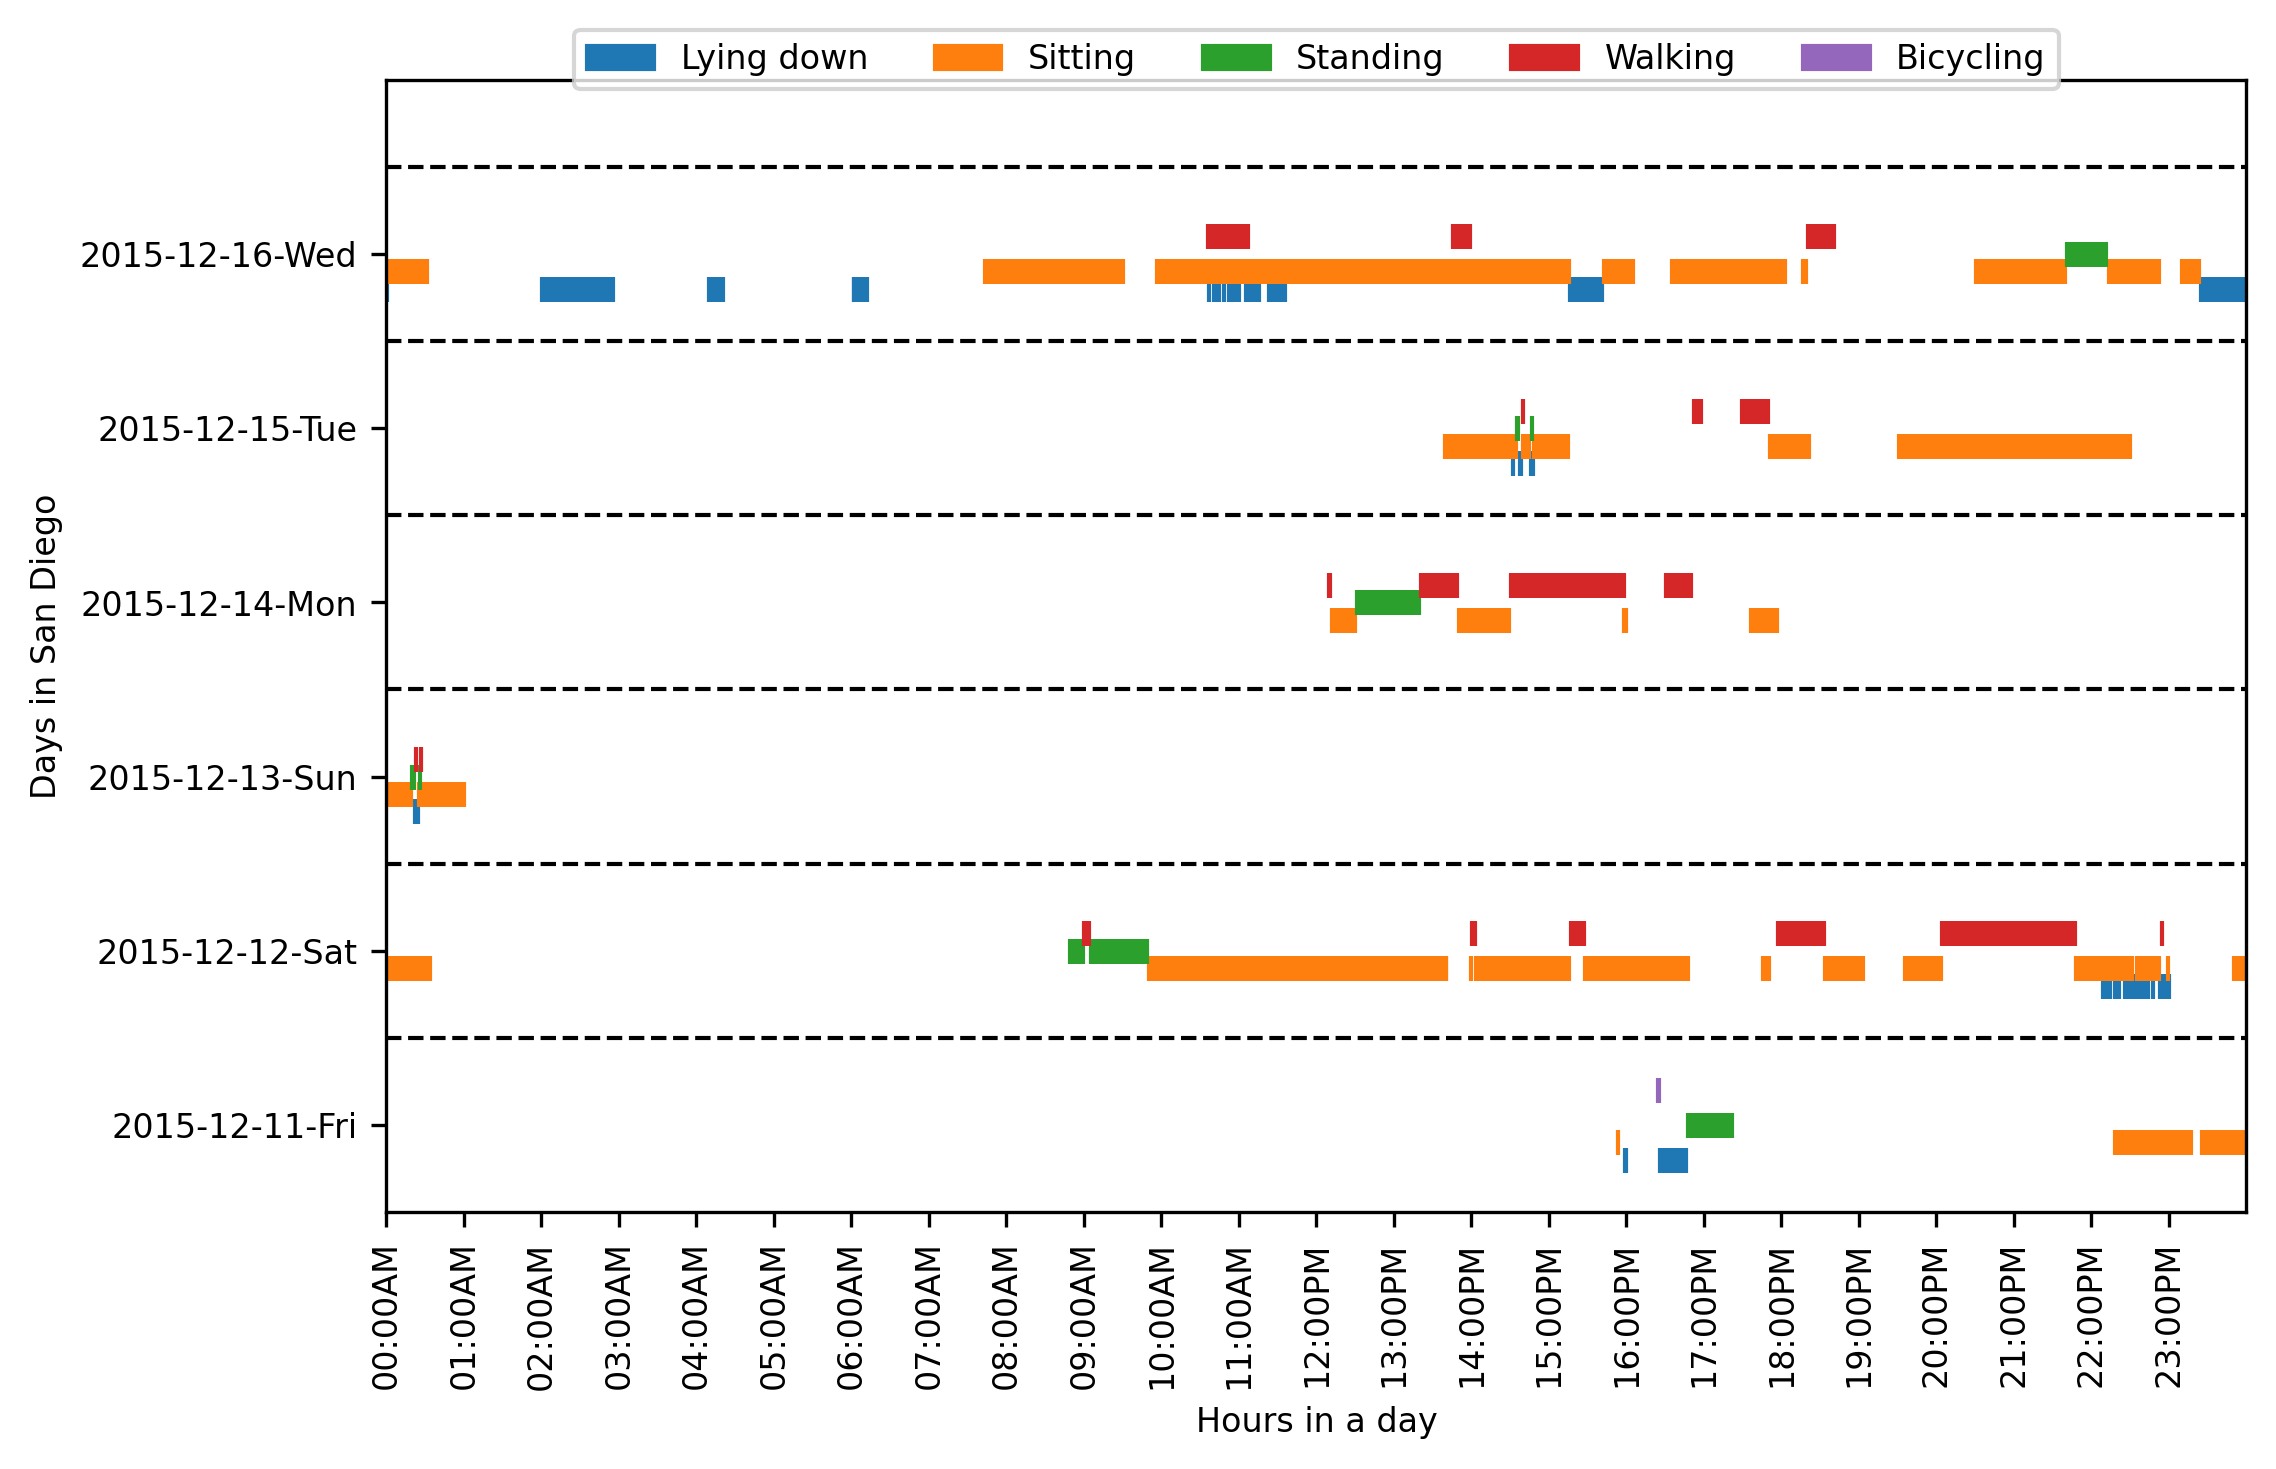 Lying down Sitting Standing Walking Bicycling
2015-12-16-Wed
2015-12-15-Tue
2015-12-14-Mon
2015-12-13-Sun
2015-12-12-Sat
2015-12-11-Fri
Days in San Diego
00:00AM 01:00AM 02:00AM 03:00AM 04:00AM 05:00AM 06:00AM 07:00AM 08:00AM 09:00AM 10:00AM 11:00AM 12:00PM 13:00PM 14:00PM 15:00PM 16:00PM 17:00PM 18:00PM 19:00PM 20:00PM 21:00PM 22:00PM 23:00PM
Hours in a day